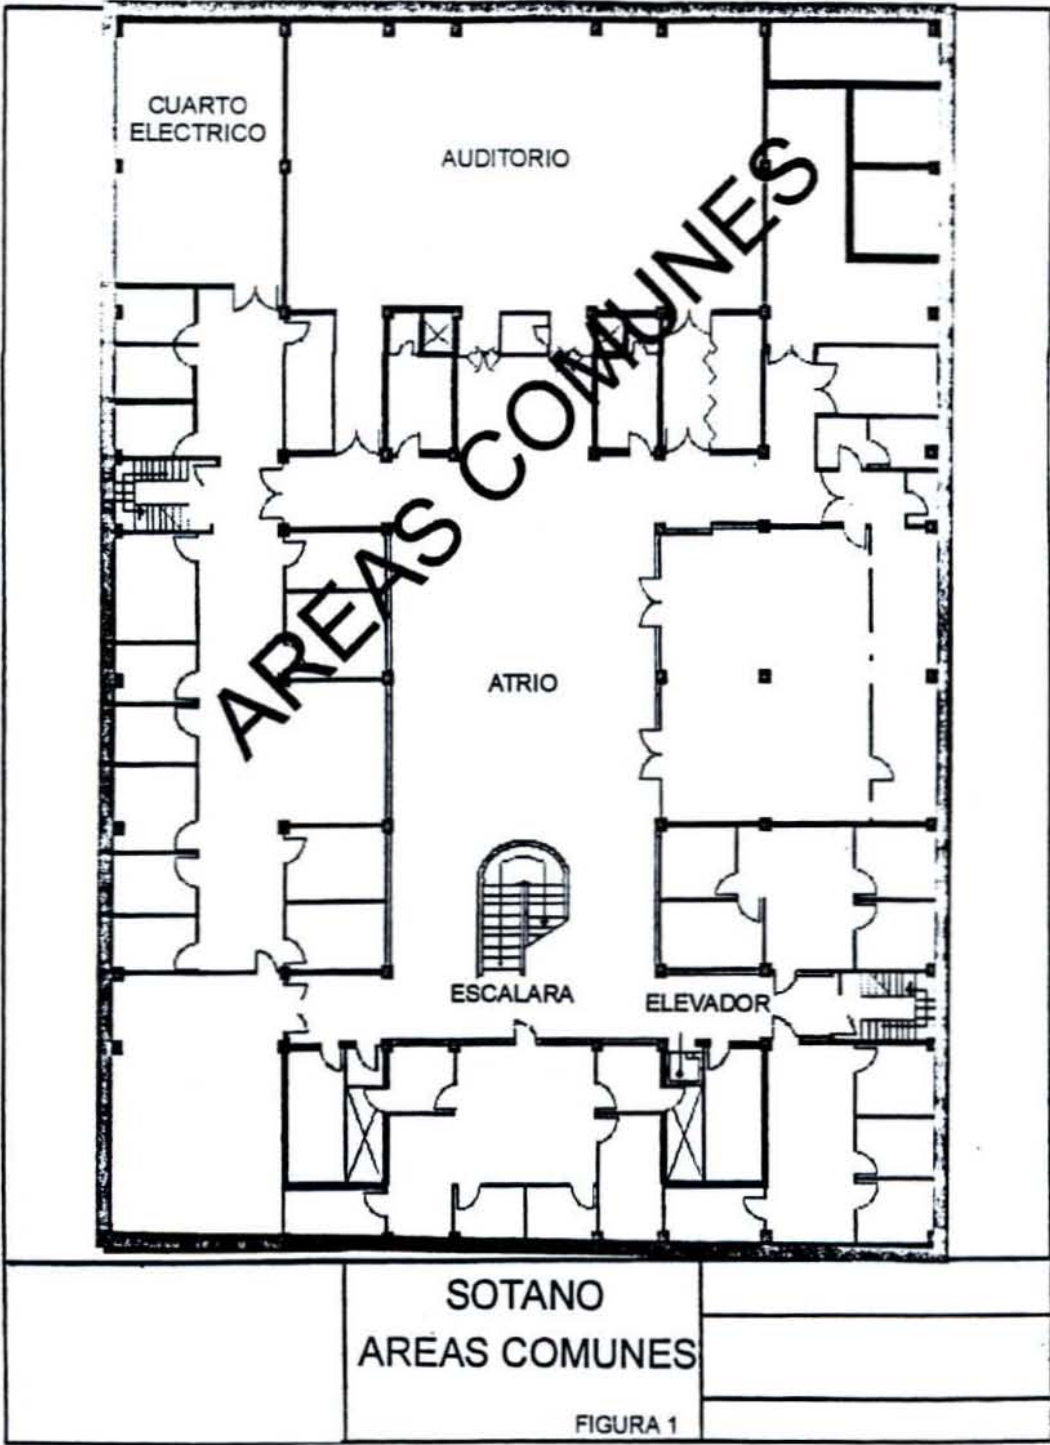 CUARTO
ELECTRICO
AUDITORIO
AREAS COMUNES
ATRIO
ESCALARA
ELEVADOR
SOTANO
AREAS COMUNES
FIGURA 1